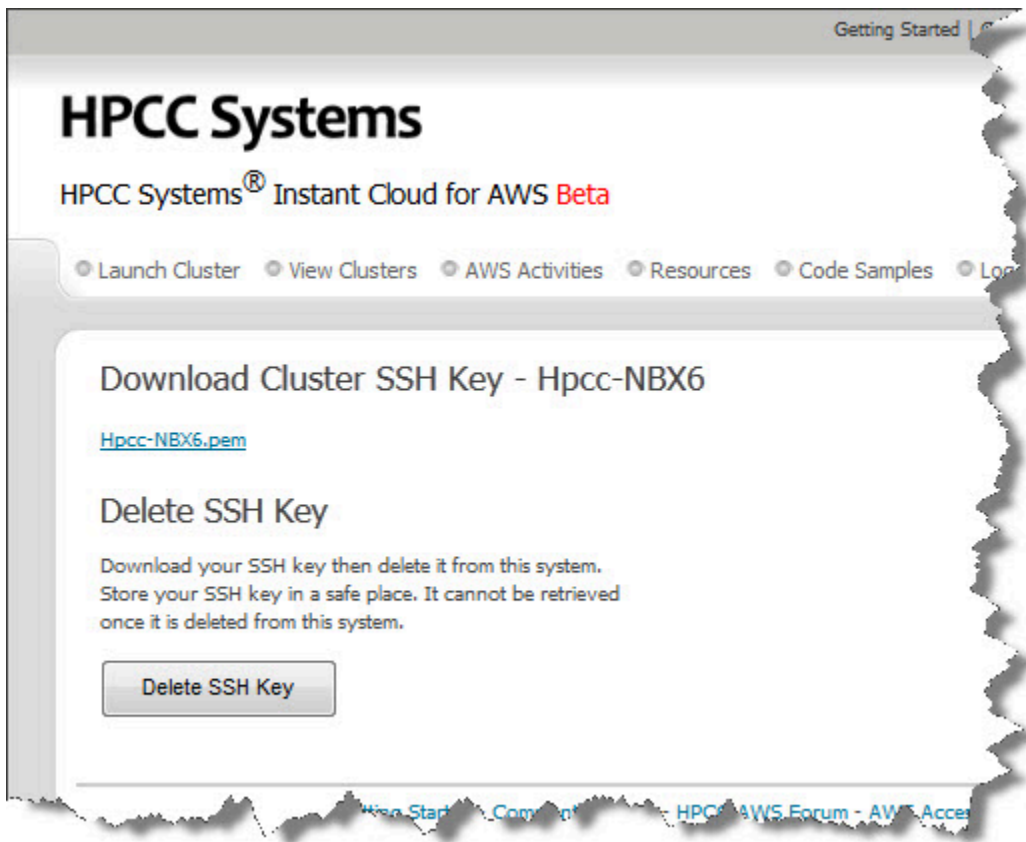 Getting Started |
HPCC Systems
HPCC Systems® Instant Cloud for AWS Beta
Launch Cluster View Clusters AWS Activities Resources Code Samples
Download Cluster SSH Key - Hpcc-NBX6
Hpcc-NBX6.pem
Delete SSH Key
Download your SSH key then delete it from this system.
Store your SSH key in a safe place. It cannot be retrieved
once it is deleted from this system.
Delete SSH Key
- HPCC AWS Forum -